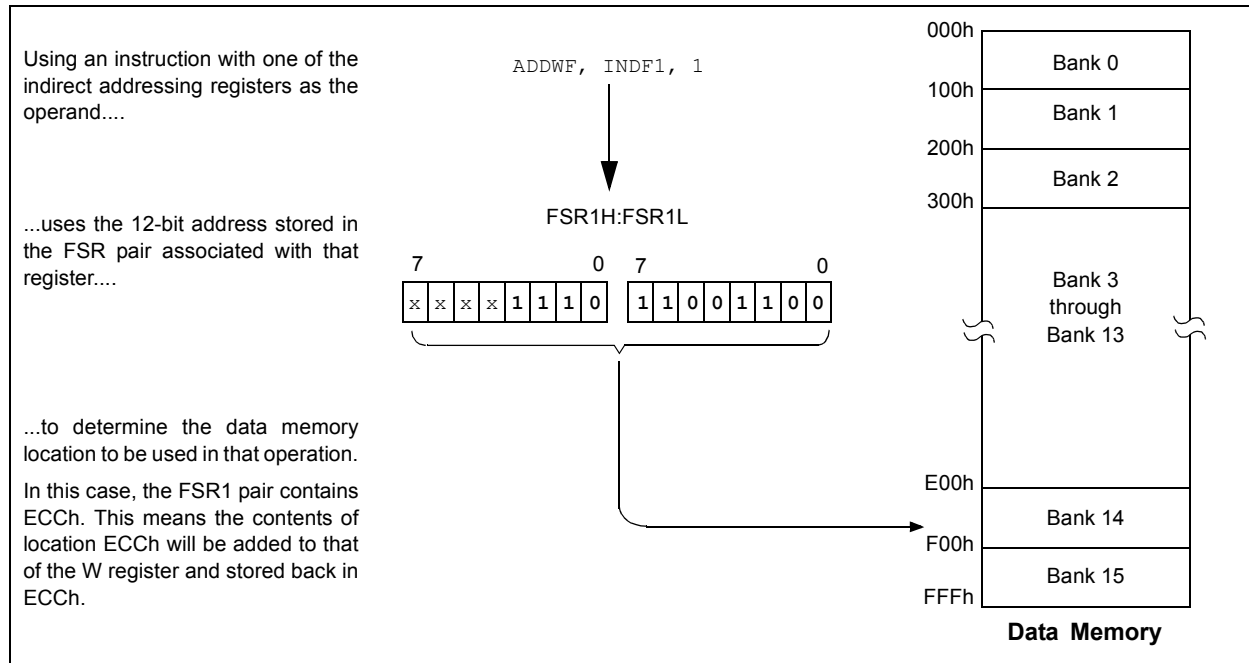 Using an instruction with one of the
indirect addressing registers as the
operand....
ADDWF, INDF1, 1
...uses the 12-bit address stored in
the FSR pair associated with that
register....
FSR1H:FSR1L
7 0 7 0
x x x x 1 1 1 0 1 1 0 0 1 1 0 0
...to determine the data memory
location to be used in that operation.
In this case, the FSR1 pair contains
ECCh. This means the contents of
location ECCh will be added to that
of the W register and stored back in
ECCh.
000h
Bank 0
100h
Bank 1
200h
Bank 2
300h
Bank 3
through
Bank 13
E00h
Bank 14
F00h
Bank 15
FFFh
Data Memory